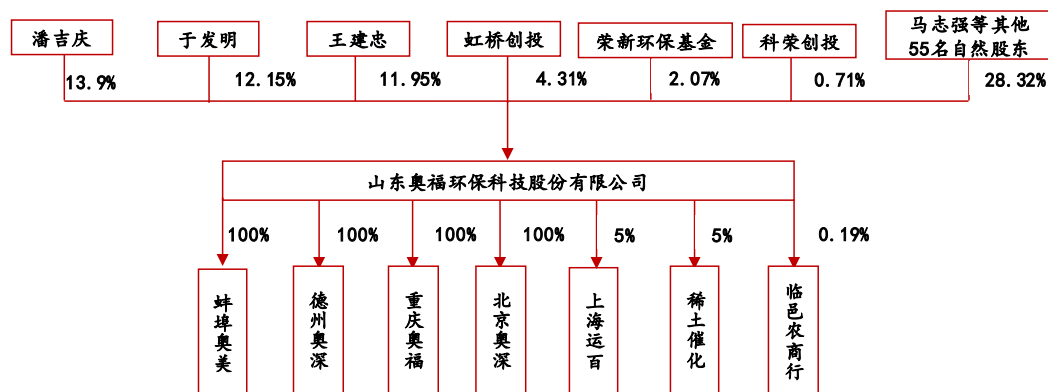 潘吉庆
于发明
王建忠
虹桥创投
荣新环保基金
科荣创投
马志强等其他
55名自然股东
13.9%
12.15%
11.95%
4.31%
2.07%
0.71%
28.32%
山东奥福环保科技股份有限公司
100%
100%
100%
100%
5%
5%
0.19%
蚌埠奥美
德州奥深
重庆奥福
北京奥深
上海运百
稀土催化
临邑农商行